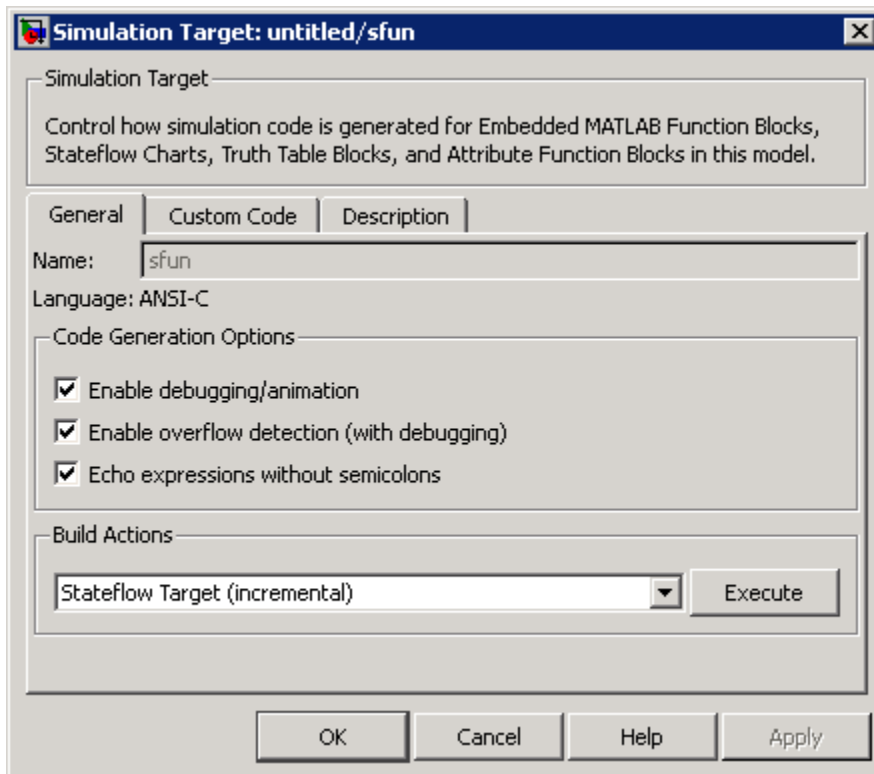 Simulation Target: untitled/sfun
Simulation Target
Control how simulation code is generated for Embedded MATLAB Function Blocks,
Stateflow Charts, Truth Table Blocks, and Attribute Function Blocks in this model.
General Custom Code Description
Name: sfun
Language: ANSI-C
Code Generation Options
Enable debugging/animation
Enable overflow detection (with debugging)
Echo expressions without semicolons
Build Actions
Stateflow Target (incremental) Execute
OK Cancel Help Apply